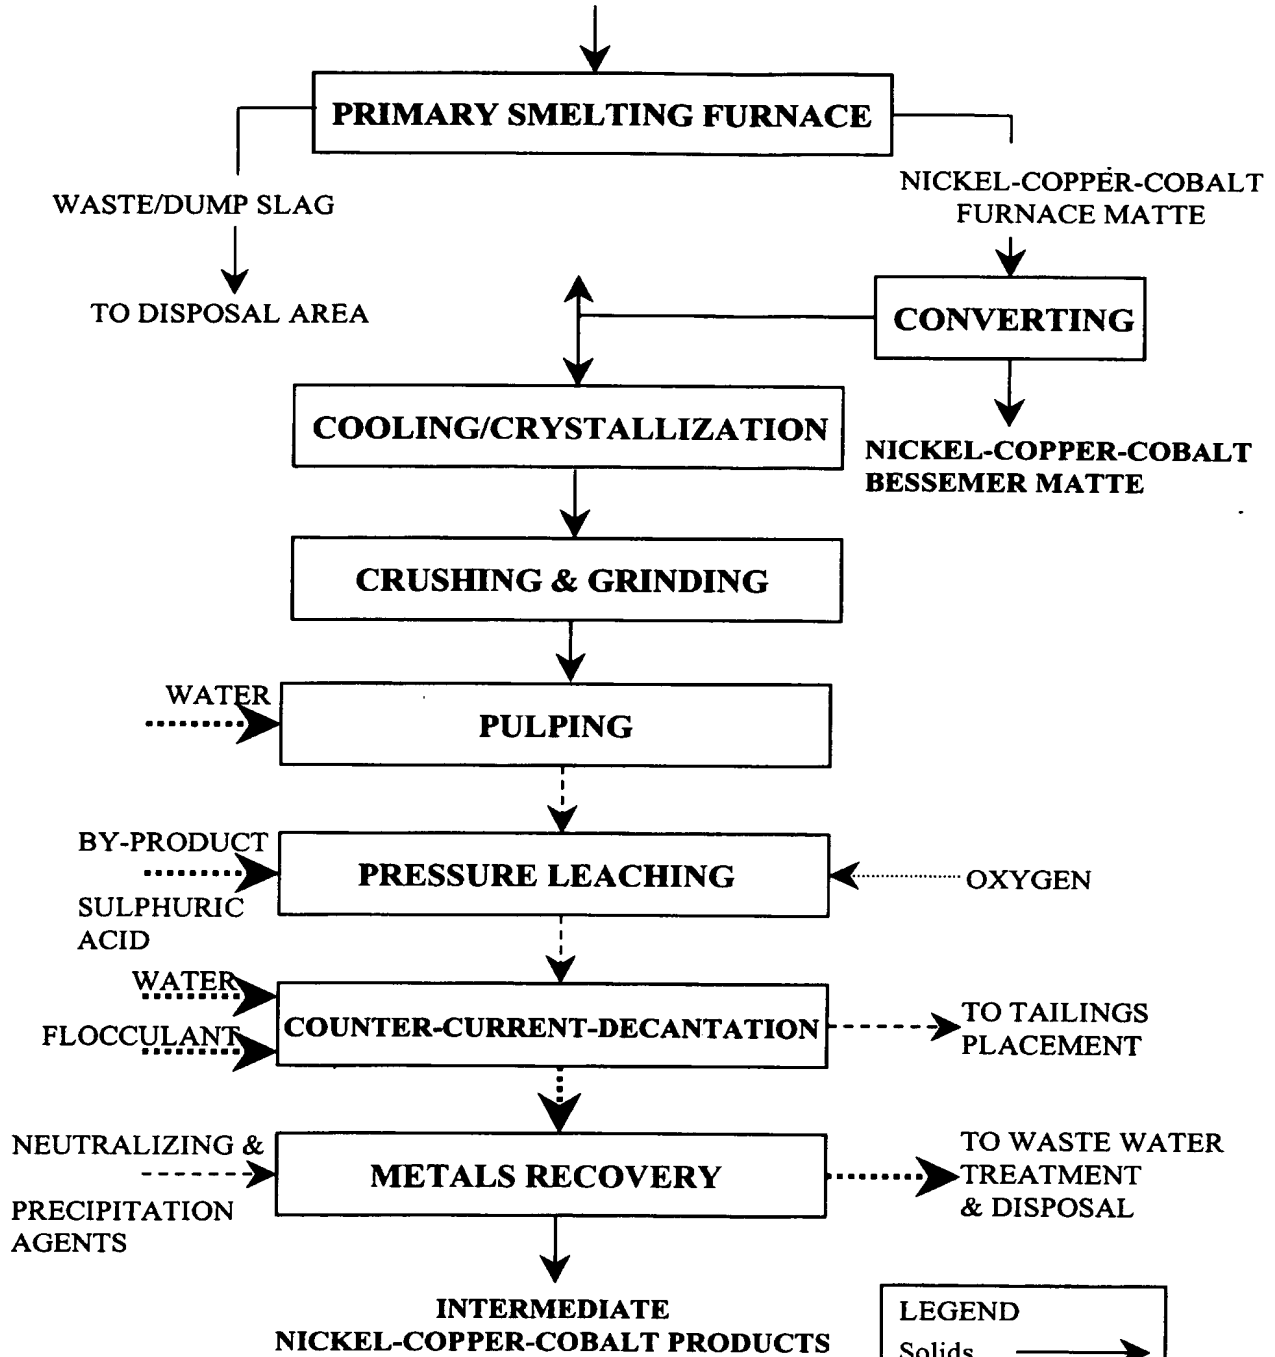 PRIMARY SMELTING FURNACE
NICKEL-COPPER-COBALT
FURNACE MATTE
WASTE/DUMP SLAG
TO DISPOSAL AREA
CONVERTING
COOLING/CRYSTALLIZATION
NICKEL-COPPER-COBALT
BESSEMER MATTE
CRUSHING & GRINDING
WATER
PULPING
BY-PRODUCT
SULPHURIC
ACID
PRESSURE LEACHING
OXYGEN
WATER
FLOCCULANT
COUNTER-CURRENT-DECANTATION
TO TAILINGS
PLACEMENT
NEUTRALIZING &
PRECIPITATION
AGENTS
METALS RECOVERY
TO WASTE WATER
TREATMENT
& DISPOSAL
INTERMEDIATE
NICKEL-COPPER-COBALT PRODUCTS
LEGEND
Solids